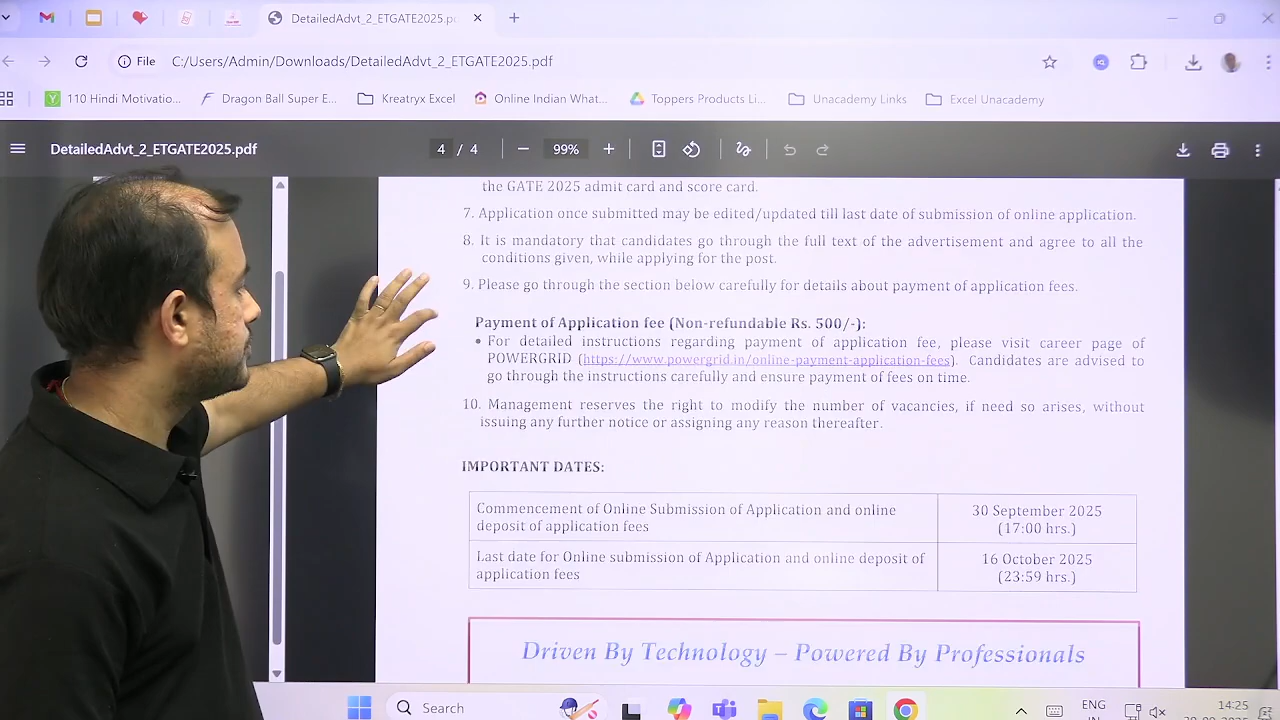 DetailedAdvt_2_ETGATE2025.p
File C:/Users/Admin/Downloads/DetailedAdvt_2_ETGATE2025.pdf
110 Hindi Motivatio... Dragon Ball Super E... Kreatryx Excel Online Indian What... Toppers Products Li... Unacademy Links Excel Unacademy
DetailedAdvt_2_ETGATE2025.pdf 4 / 4 99%
the GATE 2025 admit card and score card.
7. Application once submitted may be edited/updated till last date of submission of online application.
8. It is mandatory that candidates go through the full text of the advertisement and agree to all the
conditions given, while applying for the post.
9. Please go through the section below carefully for details about payment of application fees.
Payment of Application fee (Non-refundable Rs. 500/-):
• For detailed instructions regarding payment of application fee, please visit career page of
POWERGRID (https://www.powergrid.in/online-payment-application-fees). Candidates are advised to
go through the instructions carefully and ensure payment of fees on time.
10. Management reserves the right to modify the number of vacancies, if need so arises, without
issuing any further notice or assigning any reason thereafter.
IMPORTANT DATES:
Commencement of Online Submission of Application and online
deposit of application fees
30 September 2025
(17:00 hrs.)
Last date for Online submission of Application and online deposit of
application fees
16 October 2025
(23:59 hrs.)
Driven By Technology – Powered By Professionals
Search
ENG
IN
14:25